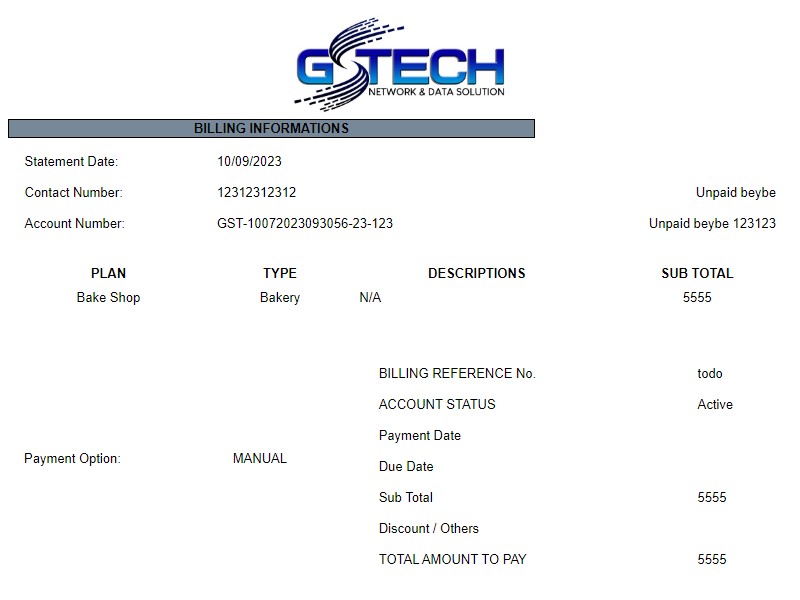 GSTECH
NETWORK & DATA SOLUTION
BILLING INFORMATIONS
Statement Date: 10/09/2023
Contact Number: 12312312312 Unpaid beybe
Account Number: GST-10072023093056-23-123 Unpaid beybe 123123
PLAN TYPE DESCRIPTIONS SUB TOTAL
Bake Shop Bakery N/A 5555
BILLING REFERENCE No. todo
ACCOUNT STATUS Active
Payment Date
Payment Option: MANUAL
Due Date
Sub Total 5555
Discount / Others
TOTAL AMOUNT TO PAY 5555